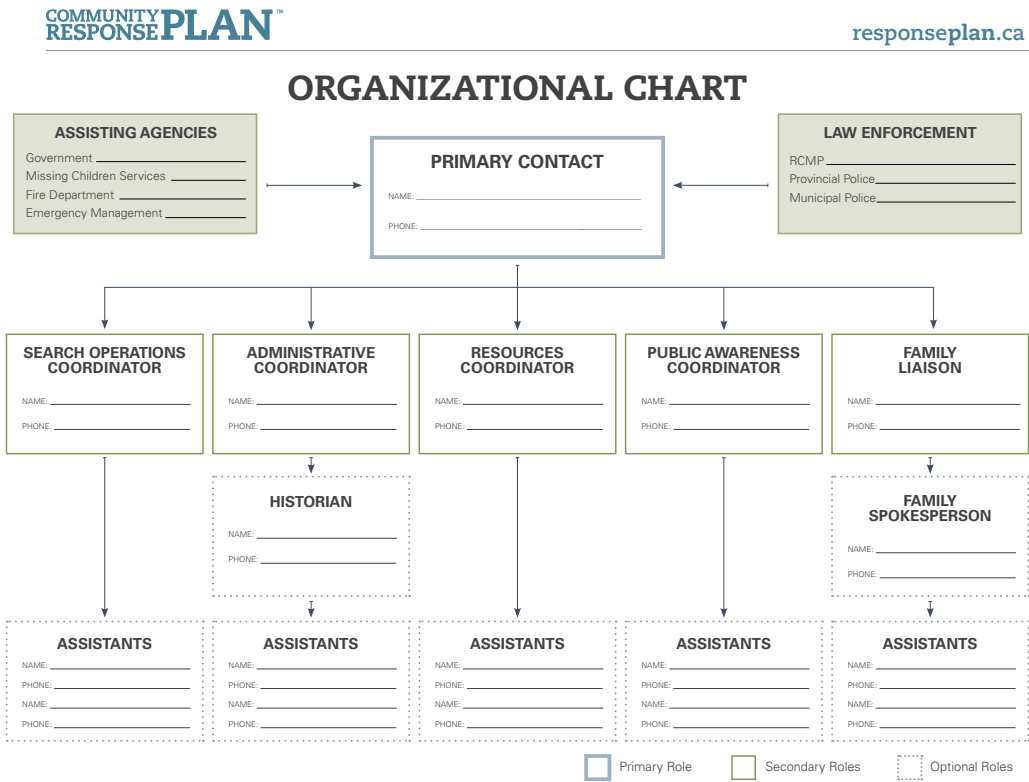 COMMUNITY
RESPONSE PLAN™
responseplan.ca
ORGANIZATIONAL CHART
ASSISTING AGENCIES
Government
Missing Children Services
Fire Department
Emergency Management
PRIMARY CONTACT
NAME:
PHONE:
LAW ENFORCEMENT
RCMP
Provincial Police
Municipal Police
SEARCH OPERATIONS
COORDINATOR
NAME:
PHONE:
ADMINISTRATIVE
COORDINATOR
NAME:
PHONE:
RESOURCES
COORDINATOR
NAME:
PHONE:
PUBLIC AWARENESS
COORDINATOR
NAME:
PHONE:
FAMILY
LIAISON
NAME:
PHONE:
HISTORIAN
NAME:
PHONE:
FAMILY
SPOKESPERSON
NAME:
PHONE:
ASSISTANTS
NAME:
PHONE:
NAME:
PHONE:
ASSISTANTS
NAME:
PHONE:
NAME:
PHONE:
ASSISTANTS
NAME:
PHONE:
NAME:
PHONE:
ASSISTANTS
NAME:
PHONE:
NAME:
PHONE:
ASSISTANTS
NAME:
PHONE:
NAME:
PHONE:
Primary Role
Secondary Roles
Optional Roles